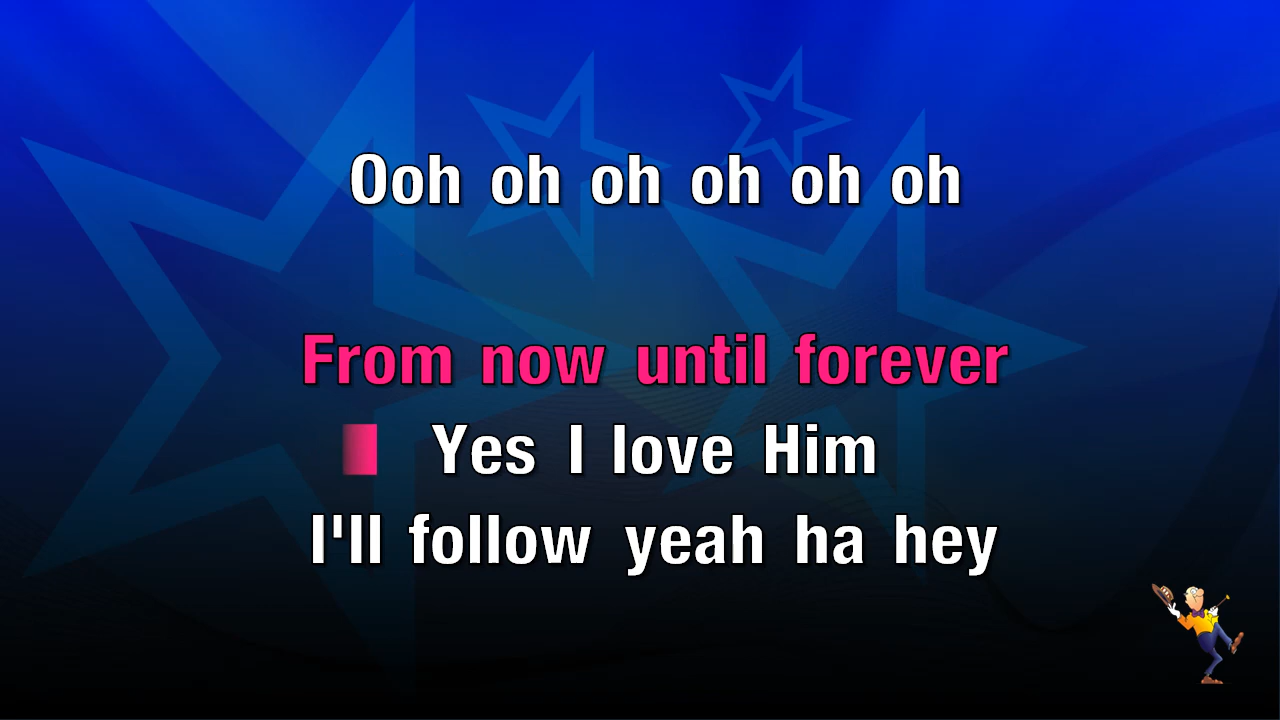 Ooh oh oh oh oh oh
From now until forever
Yes I love Him
I'll follow yeah ha hey